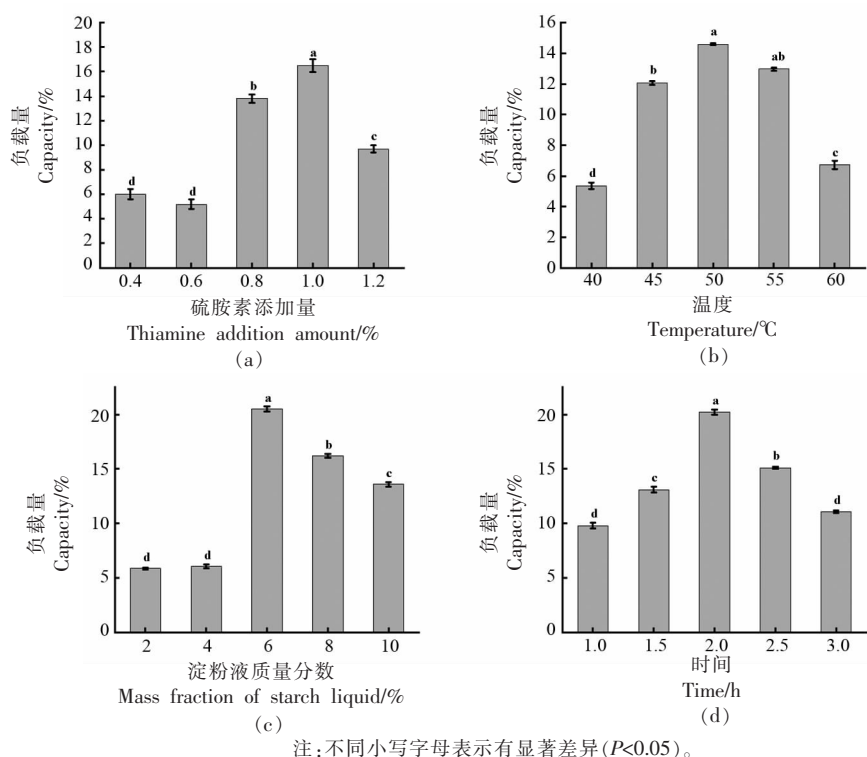 负载量
Capacity/%
20
18
16
14
12
10
8
6
4
2
0
d
d
b
a
c
0.4 0.6 0.8 1.0 1.2
硫胺素添加量
Thiamine addition amount/%
(a)
负载量
Capacity/%
16
14
12
10
8
6
4
2
0
d
b
a
ab
c
40 45 50 55 60
温度
Temperature/℃
(b)
负载量
Capacity/%
20
15
10
5
0
d
d
a
b
c
2 4 6 8 10
淀粉液质量分数
Mass fraction of starch liquid/%
(c)
负载量
Capacity/%
20
15
10
5
0
d
c
a
b
d
1.0 1.5 2.0 2.5 3.0
时间
Time/h
(d)
注:不同小写字母表示有显著差异(P<0.05)。